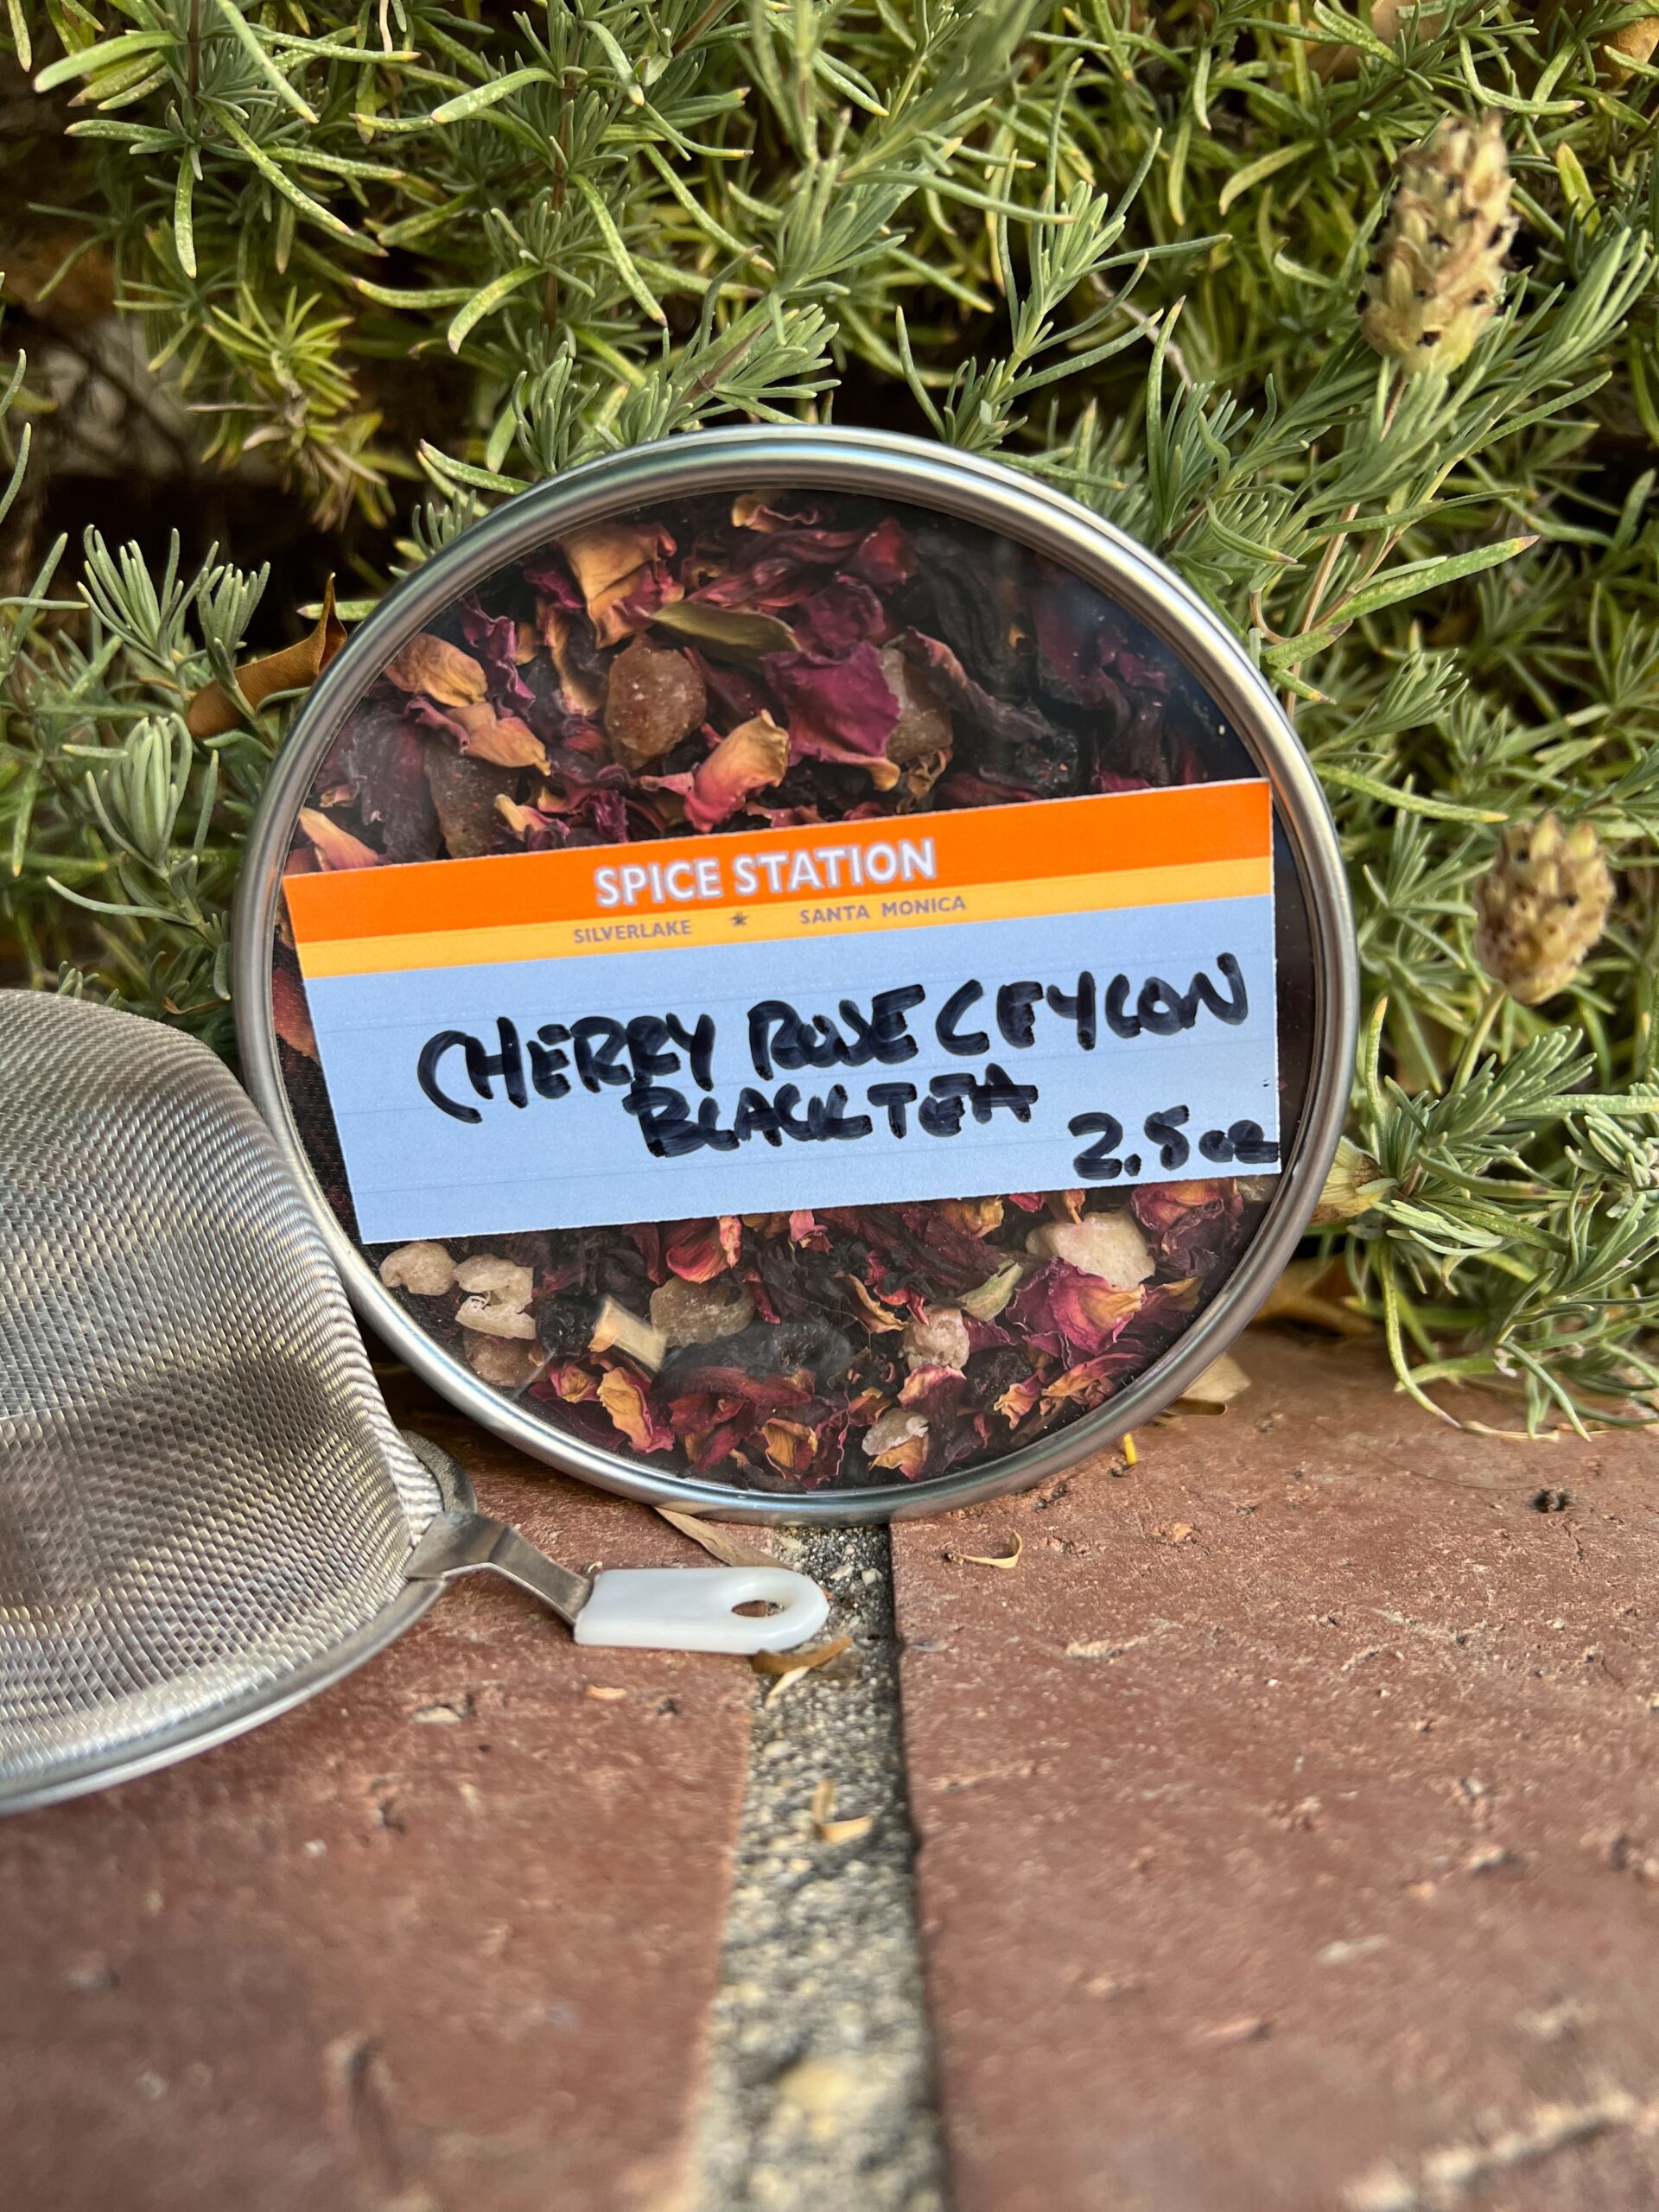 SPICE STATION
SILVERLAKE * SANTA MONICA
CHERRY ROSE CEYLON
BLACK TEA
2.5 oz